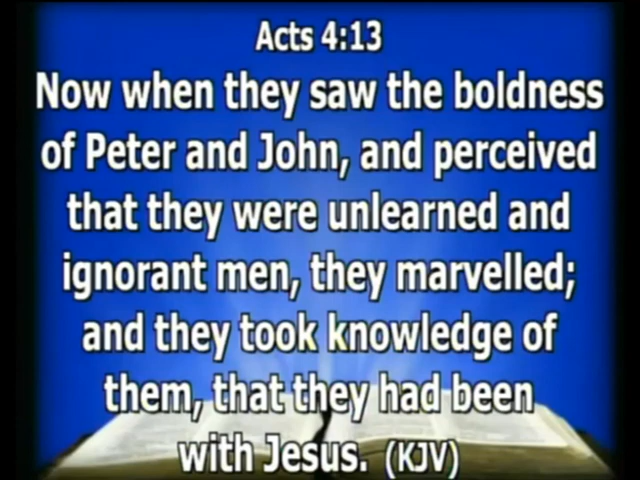 Acts 4:13
Now when they saw the boldness
of Peter and John, and perceived
that they were unlearned and
ignorant men, they marvelled;
and they took knowledge of
them, that they had been
with Jesus. (KJV)